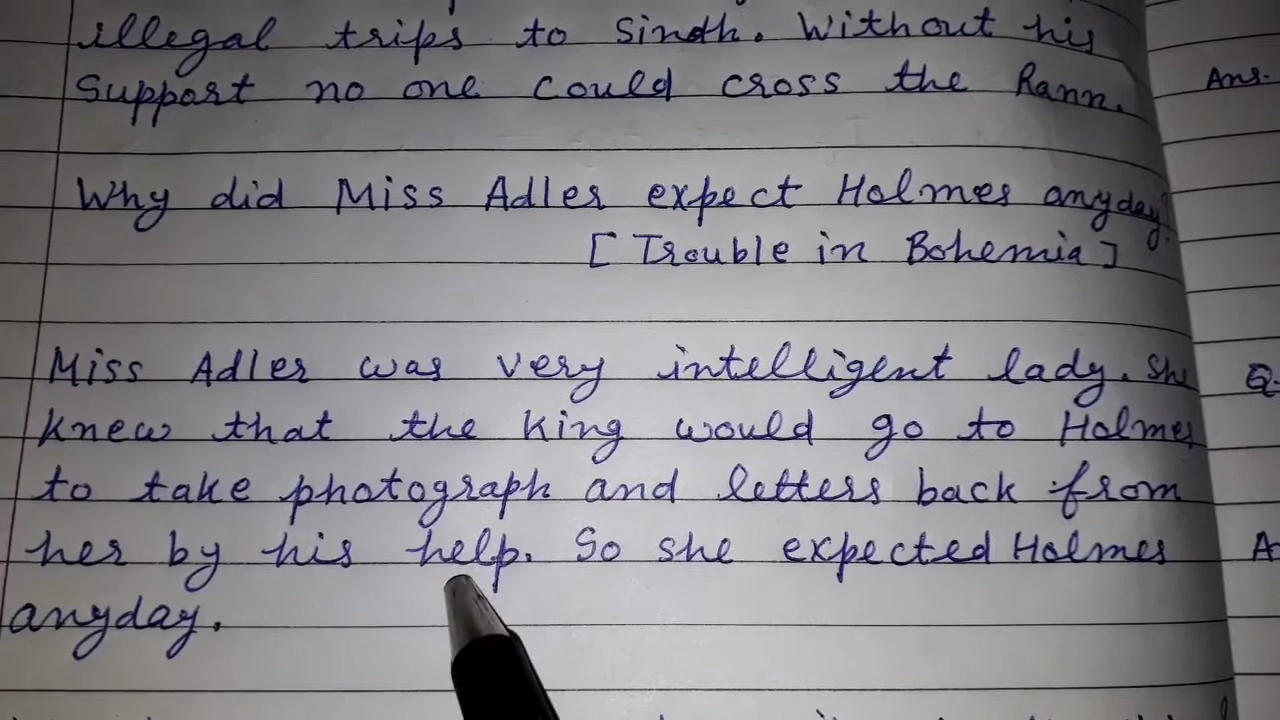 illegal trips to Sindh. Without his
Support no one could cross the Rann.
Ans.
Why did Miss Adler expect Holmes anyday?
[Trouble in Bohemia]
Miss Adler was very intelligent lady. She
Q.
knew that the King would go to Holmes
to take photograph and letters back from
her by his help. So she expected Holmes
A
anyday.